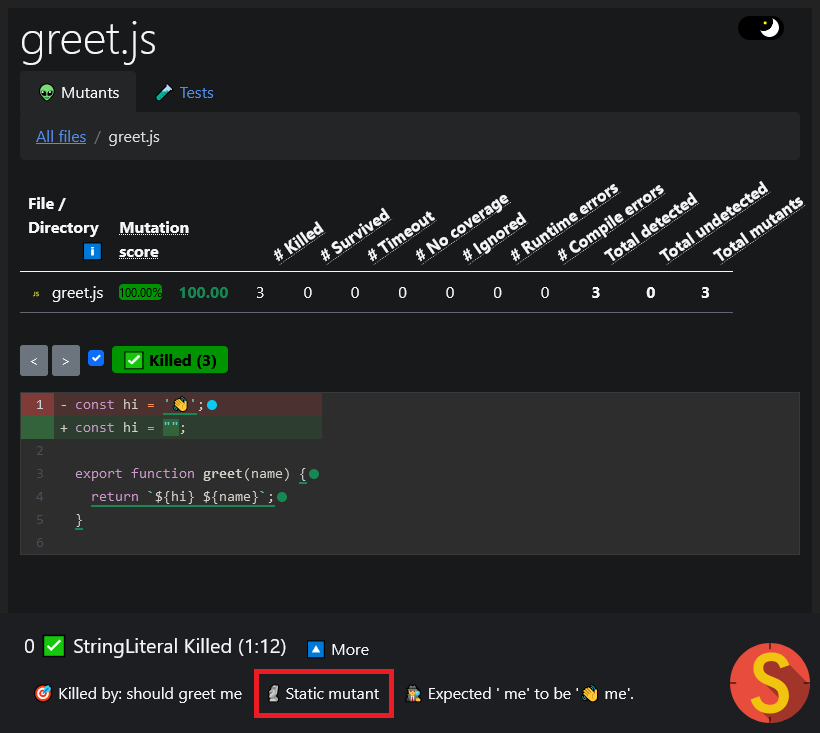 greet.js
👽 Mutants
🧪 Tests
All files / greet.js
File / Directory ℹ️
Mutation score
# Killed
# Survived
# Timeout
# No coverage
# Ignored
# Runtime errors
# Compile errors
Total detected
Total undetected
Total mutants
JS greet.js 100.00% 100.00 3 0 0 0 0 0 0 3 0 3
< > ✅ Killed (3)
1 - const hi = '👋';
+ const hi = "";
2
3 export function greet(name) {
4 return `${hi} ${name}`;
5 }
6
0 ✅ StringLiteral Killed (1:12) 🔼 More
🎯 Killed by: should greet me 🗿 Static mutant 🕵️ Expected ' me' to be '👋 me'.
S